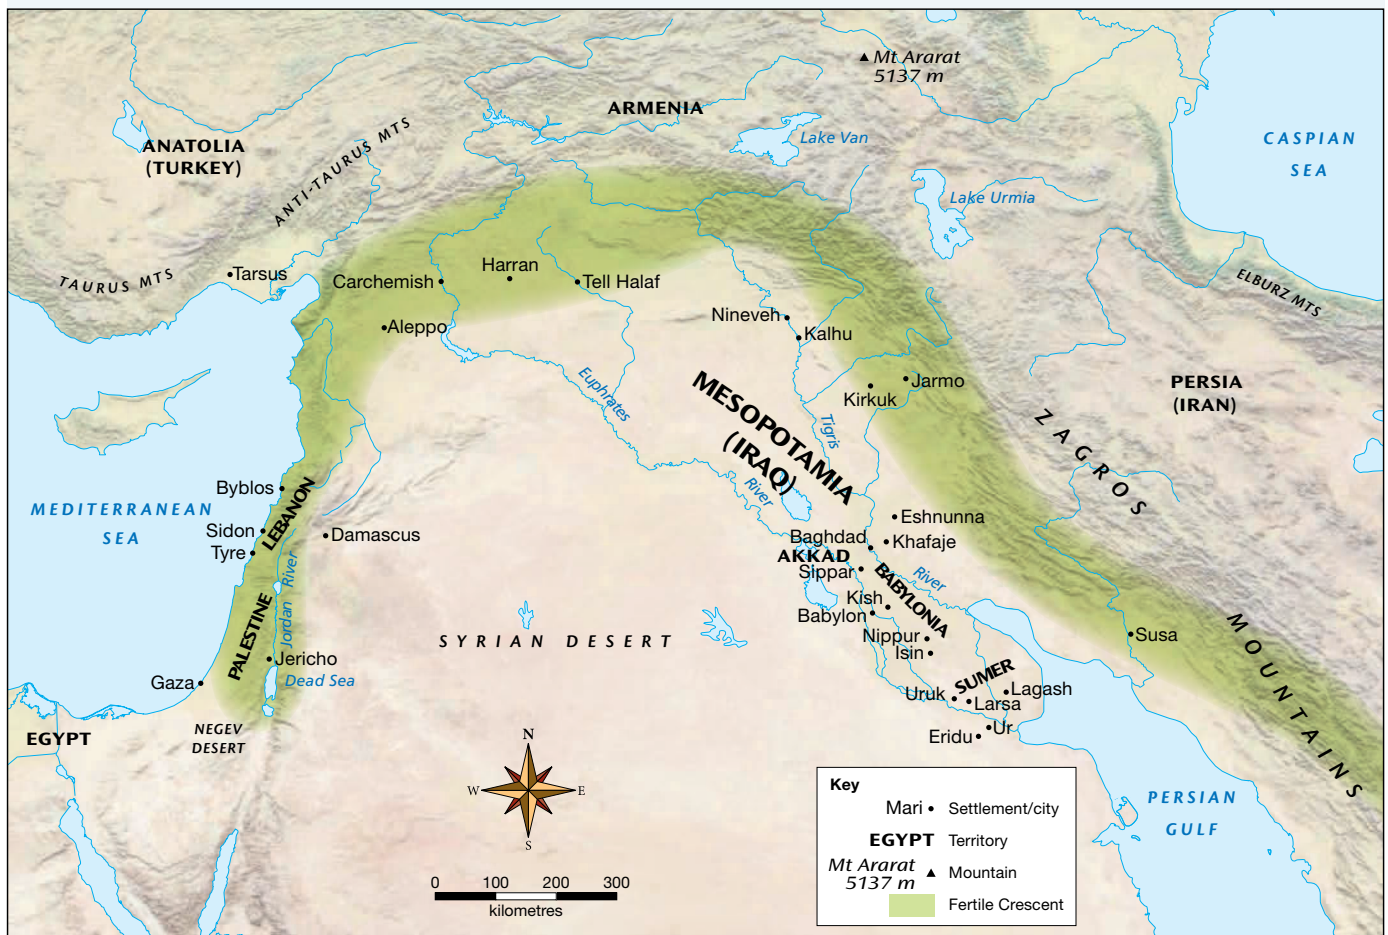 Mt Ararat
5137 m
ARMENIA
CASPIAN
SEA
ANATOLIA
(TURKEY)
ANTI-TAURUS MTS
Lake Van
Lake Urmia
TAURUS MTS
Tarsus
Carchemish
Harran
Tell Halaf
ELBURZ MTS
Aleppo
Nineveh
Kalhu
Euphrates
River
MESOPOTAMIA
(IRAQ)
Tigris
River
Kirkuk
Jarmo
PERSIA
(IRAN)
ZAGROS
MOUNTAINS
Byblos
LEBANON
MEDITERRANEAN
SEA
Sidon
Tyre
Damascus
Eshnunna
Baghdad
Khafaje
AKKAD
Sippar
BABYLONIA
Kish
Babylon
Nippur
Isin
Susa
SYRIAN DESERT
PALESTINE
Jordan River
Jericho
Dead Sea
Gaza
SUMER
Uruk
Lagash
Larsa
Ur
Eridu
NEGEV
DESERT
EGYPT
PERSIAN
GULF
N
W
E
S
0 100 200 300
kilometres
Key
Mari Settlement/city
EGYPT Territory
Mt Ararat
5137 m Mountain
Fertile Crescent